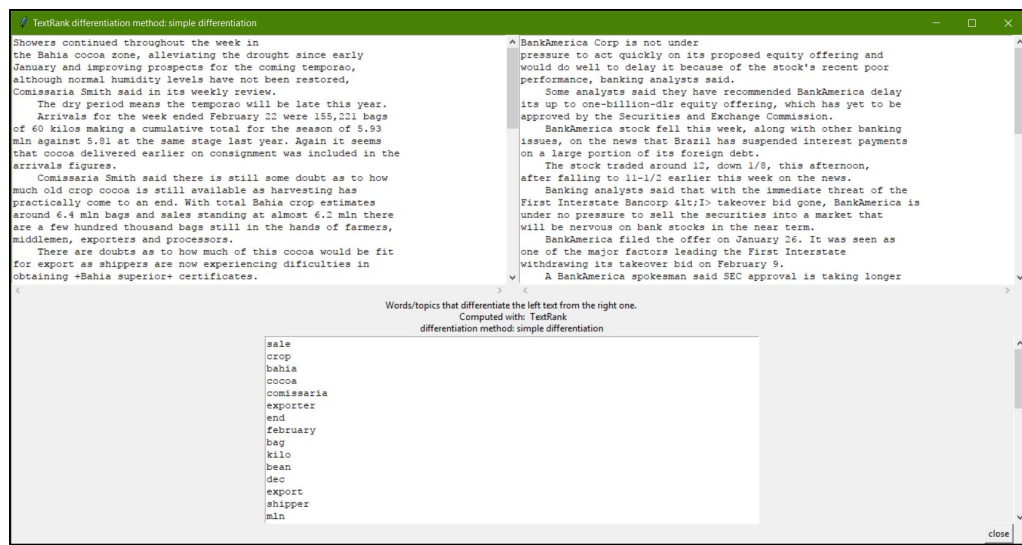 TextRank differentiation method: simple differentiation
Showers continued throughout the week in
the Bahia cocoa zone, alleviating the drought since early
January and improving prospects for the coming temporao,
although normal humidity levels have not been restored,
Comissaria Smith said in its weekly review.
The dry period means the temporao will be late this year.
Arrivals for the week ended February 22 were 155,221 bags
of 60 kilos making a cumulative total for the season of 5.93
mln against 5.81 at the same stage last year. Again it seems
that cocoa delivered earlier on consignment was included in the
arrivals figures.
Comissaria Smith said there is still some doubt as to how
much old crop cocoa is still available as harvesting has
practically come to an end. With total Bahia crop estimates
around 6.4 mln bags and sales standing at almost 6.2 mln there
are a few hundred thousand bags still in the hands of farmers,
middlemen, exporters and processors.
There are doubts as to how much of this cocoa would be fit
for export as shippers are now experiencing dificulties in
obtaining +Bahia superior+ certificates.
BankAmerica Corp is not under
pressure to act quickly on its proposed equity offering and
would do well to delay it because of the stock's recent poor
performance, banking analysts said.
Some analysts said they have recommended BankAmerica delay
its up to one-billion-dlr equity offering, which has yet to be
approved by the Securities and Exchange Commission.
BankAmerica stock fell this week, along with other banking
issues, on the news that Brazil has suspended interest payments
on a large portion of its foreign debt.
The stock traded around 12, down 1/8, this afternoon,
after falling to 11-1/2 earlier this week on the news.
Banking analysts said that with the immediate threat of the
First Interstate Bancorp &lt;I> takeover bid gone, BankAmerica is
under no pressure to sell the securities into a market that
will be nervous on bank stocks in the near term.
BankAmerica filed the offer on January 26. It was seen as
one of the major factors leading the First Interstate
withdrawing its takeover bid on February 9.
A BankAmerica spokesman said SEC approval is taking longer
Words/topics that differentiate the left text from the right one.
Computed with: TextRank
differentiation method: simple differentiation
sale
crop
bahia
cocoa
comissaria
exporter
end
february
bag
kilo
bean
dec
export
shipper
mln
close